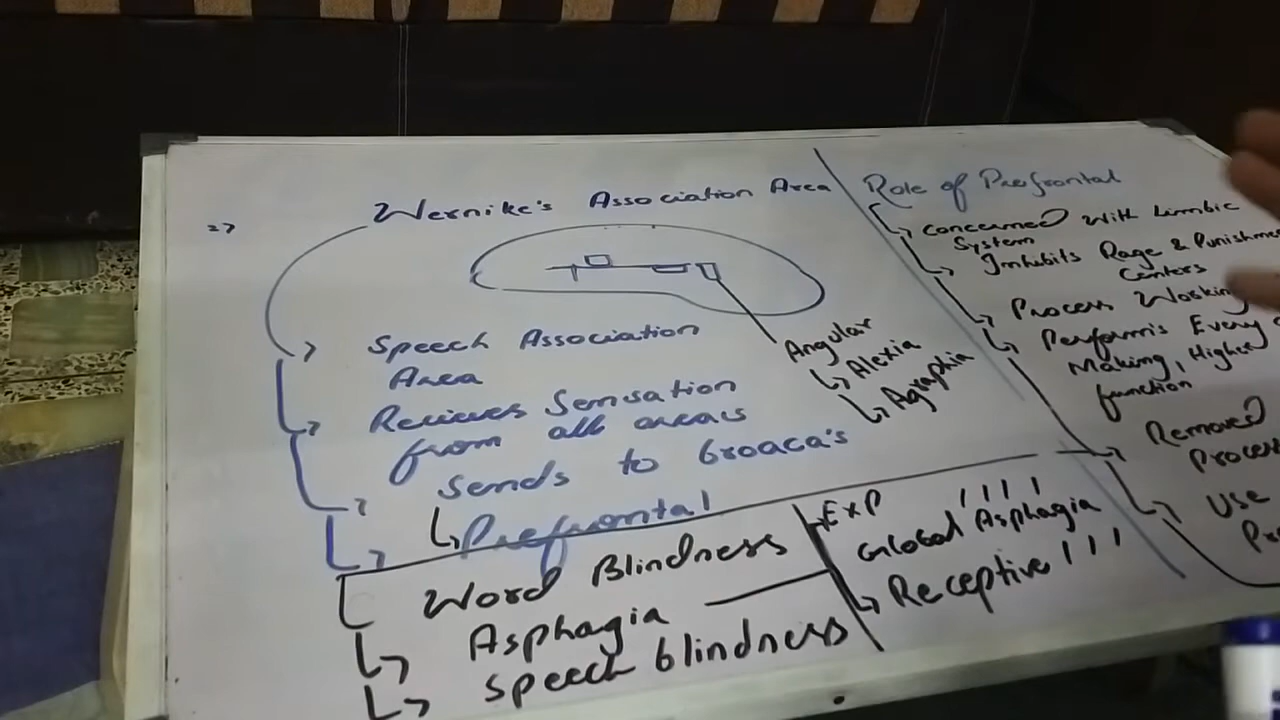 Wernike's Association Area
Speech Association
Area
Recieves Sensation
from all areas
Sends to Broaca's
Prefrontal
Angular
Alexia
Agraphia
Word Blindness
Asphagia
Speech blindness
Exp
Global Asphagia
Receptive
Role of Prefrontal
Concerned With Limbic
System
Inhibits Rage & Punishmen
Centers
Process Working
Performs Every
Making, Higher
function
Removed
Proces
Use